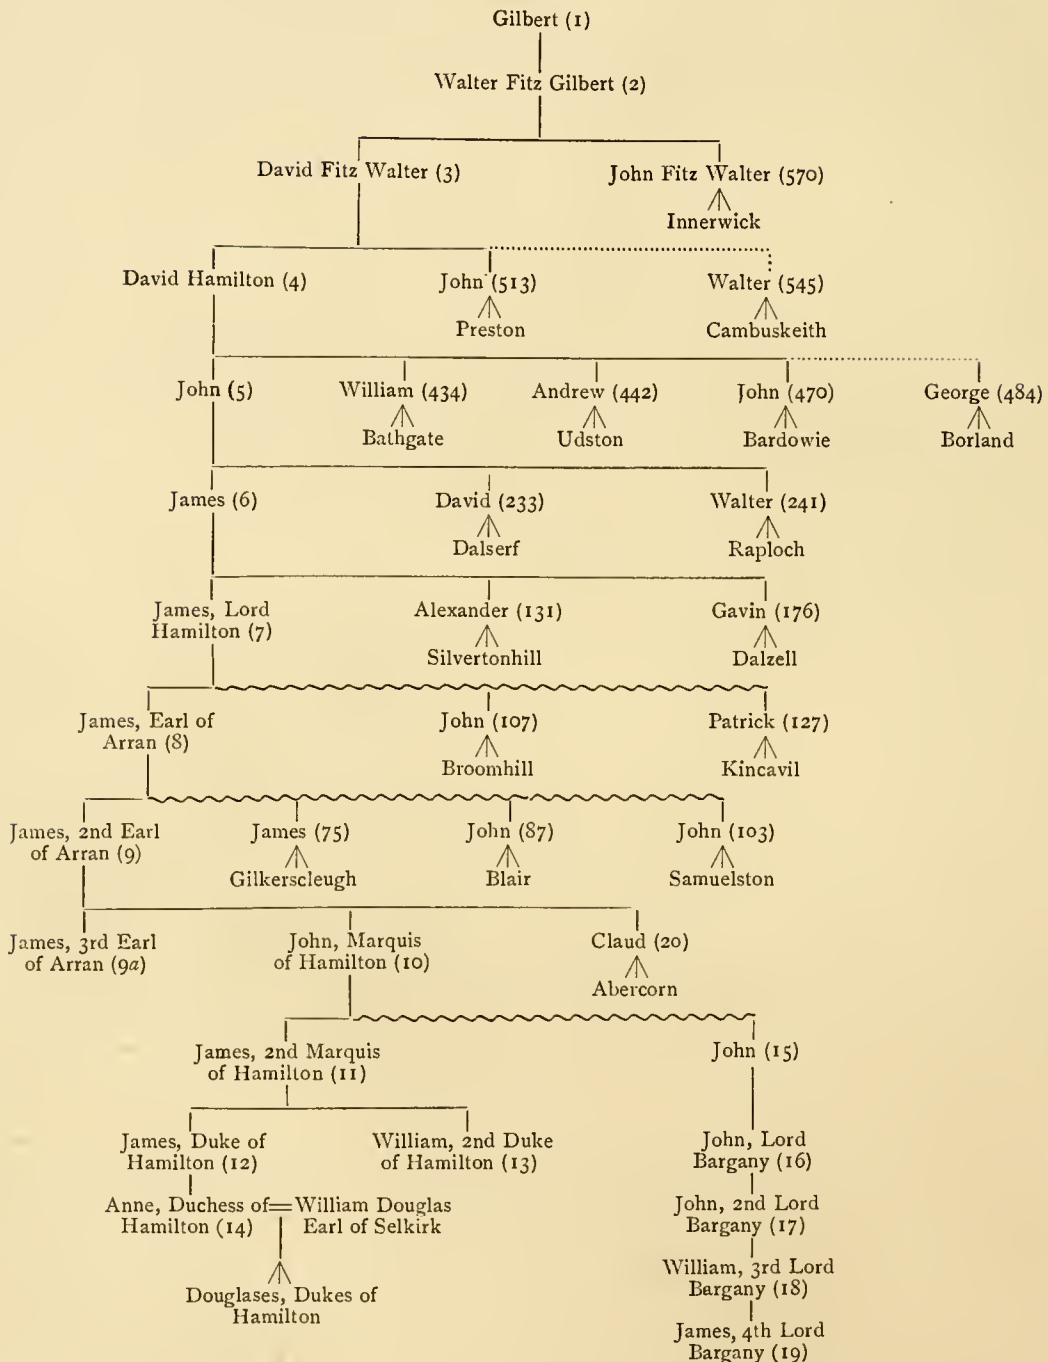 Gilbert (1)
Walter Fitz Gilbert (2)
David Fitz Walter (3) John Fitz Walter (570)
Innerwick
David Hamilton (4) John (513) Walter (545)
Preston Cambuskeith
John (5) William (434) Andrew (442) John (470) George (484)
Bathgate Udston Bardowie Borland
James (6) David (233) Walter (241)
Dalserf Raploch
James, Lord
Hamilton (7) Alexander (131) Gavin (176)
Silvertonhill Dalzell
James, Earl of
Arran (8) John (107) Patrick (127)
Broomhill Kincavil
James, 2nd Earl
of Arran (9) James (75) John (87) John (103)
Gilkerscleugh Blair Samuelston
James, 3rd Earl
of Arran (9a) John, Marquis
of Hamilton (10) Claud (20)
Abercorn
James, 2nd Marquis
of Hamilton (11) John (15)
James, Duke of
Hamilton (12) William, 2nd Duke
of Hamilton (13) John, Lord
Bargany (16)
Anne, Duchess of
Hamilton (14) = William Douglas
Earl of Selkirk John, 2nd Lord
Bargany (17)
Douglases, Dukes of
Hamilton William, 3rd Lord
Bargany (18)
James, 4th Lord
Bargany (19)